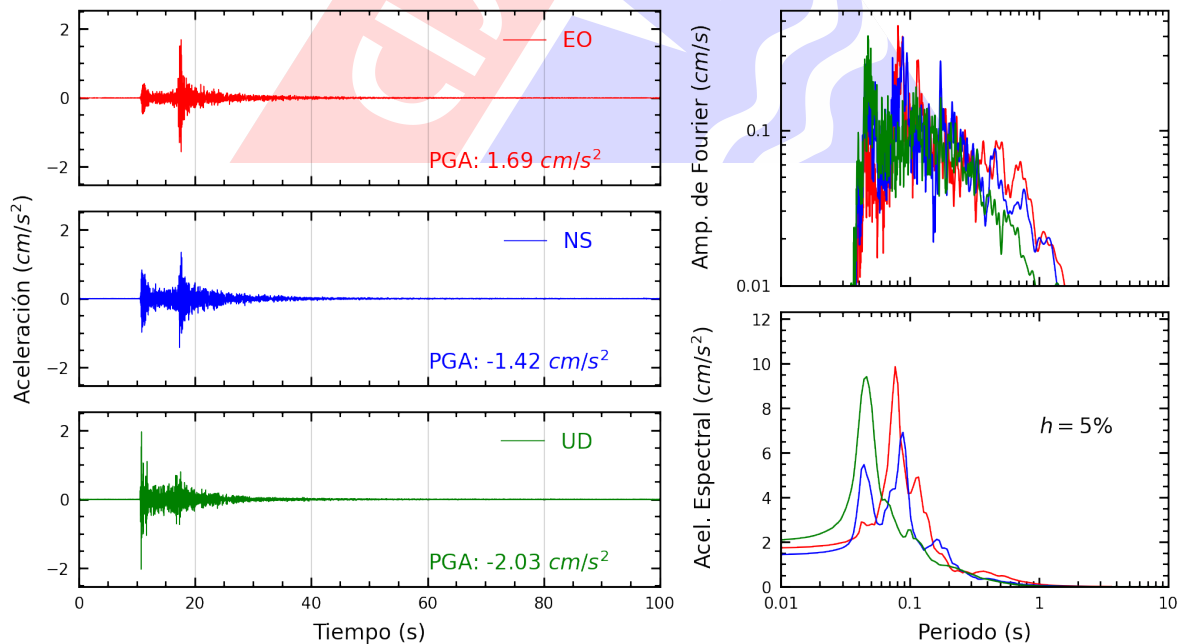 EO
PGA: 1.69 cm/s²
2
0
−2
NS
PGA: -1.42 cm/s²
2
0
−2
UD
PGA: -2.03 cm/s²
2
0
−2
Aceleración (cm/s²)
0 20 40 60 80 100
Tiempo (s)
Amp. de Fourier (cm/s)
0.1
0.01
Acel. Espectral (cm/s²)
12
10
8
6
4
2
0
h = 5%
0.01 0.1 1 10
Periodo (s)